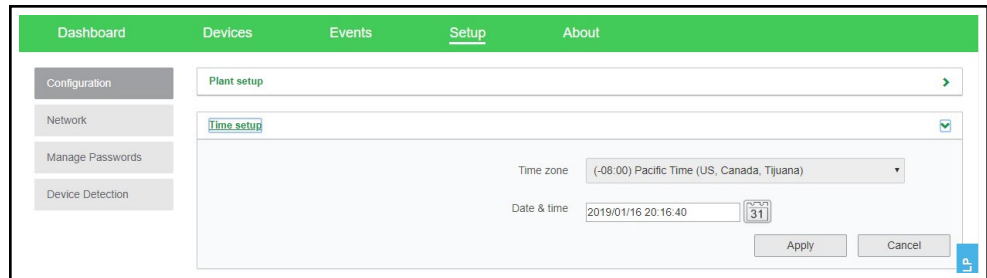 Dashboard Devices Events Setup About
Configuration
Network
Manage Passwords
Device Detection
Plant setup
Time setup
Time zone (-08:00) Pacific Time (US, Canada, Tijuana)
Date & time 2019/01/16 20:16:40 31
Apply Cancel
LP